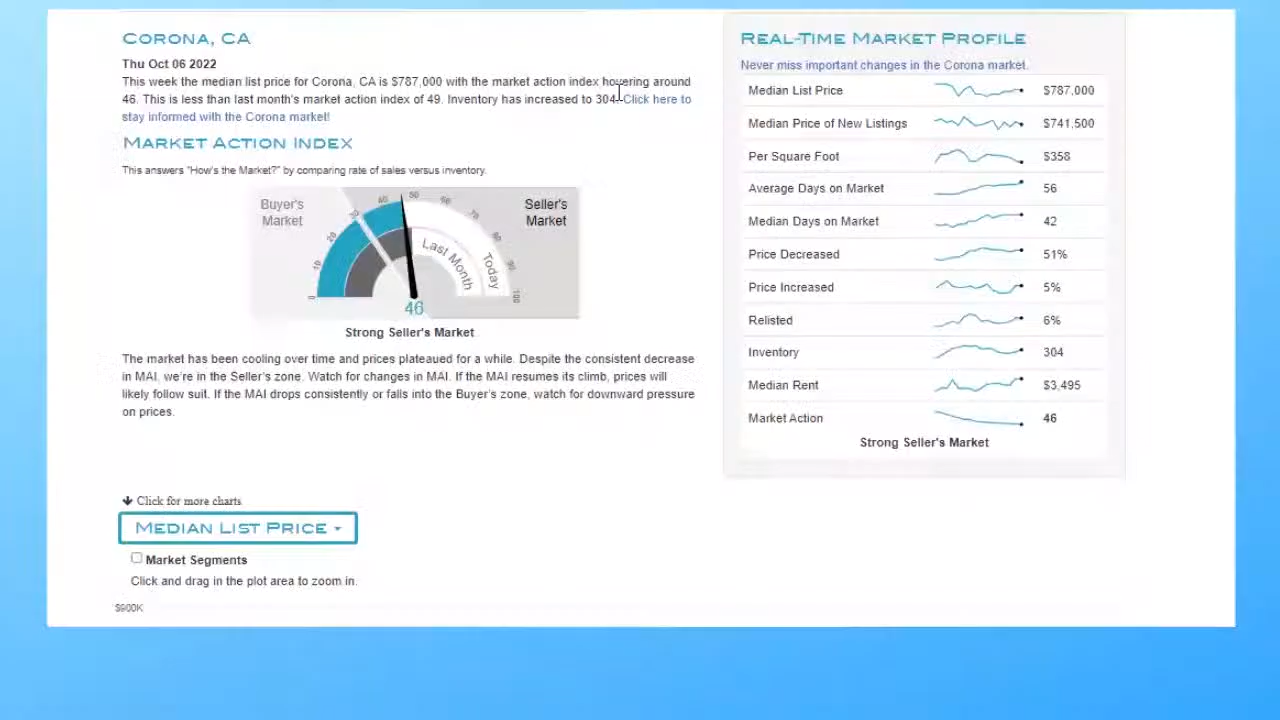 CORONA, CA
Thu Oct 06 2022
This week the median list price for Corona, CA is $787,000 with the market action index hovering around
46. This is less than last month's market action index of 49. Inventory has increased to 304. Click here to
stay informed with the Corona market!
MARKET ACTION INDEX
This answers "How's the Market?" by comparing rate of sales versus inventory.
Buyer's
Market
Seller's
Market
0
10
20
30
40
50
60
70
80
90
100
Last Month
Today
46
Strong Seller's Market
The market has been cooling over time and prices plateaued for a while. Despite the consistent decrease
in MAI, we're in the Seller's zone. Watch for changes in MAI. If the MAI resumes its climb, prices will
likely follow suit. If the MAI drops consistently or falls into the Buyer's zone, watch for downward pressure
on prices.
Click for more charts
MEDIAN LIST PRICE
Market Segments
Click and drag in the plot area to zoom in.
$900K
REAL-TIME MARKET PROFILE
Never miss important changes in the Corona market.
Median List Price $787,000
Median Price of New Listings $741,500
Per Square Foot $358
Average Days on Market 56
Median Days on Market 42
Price Decreased 51%
Price Increased 5%
Relisted 6%
Inventory 304
Median Rent $3,495
Market Action 46
Strong Seller's Market